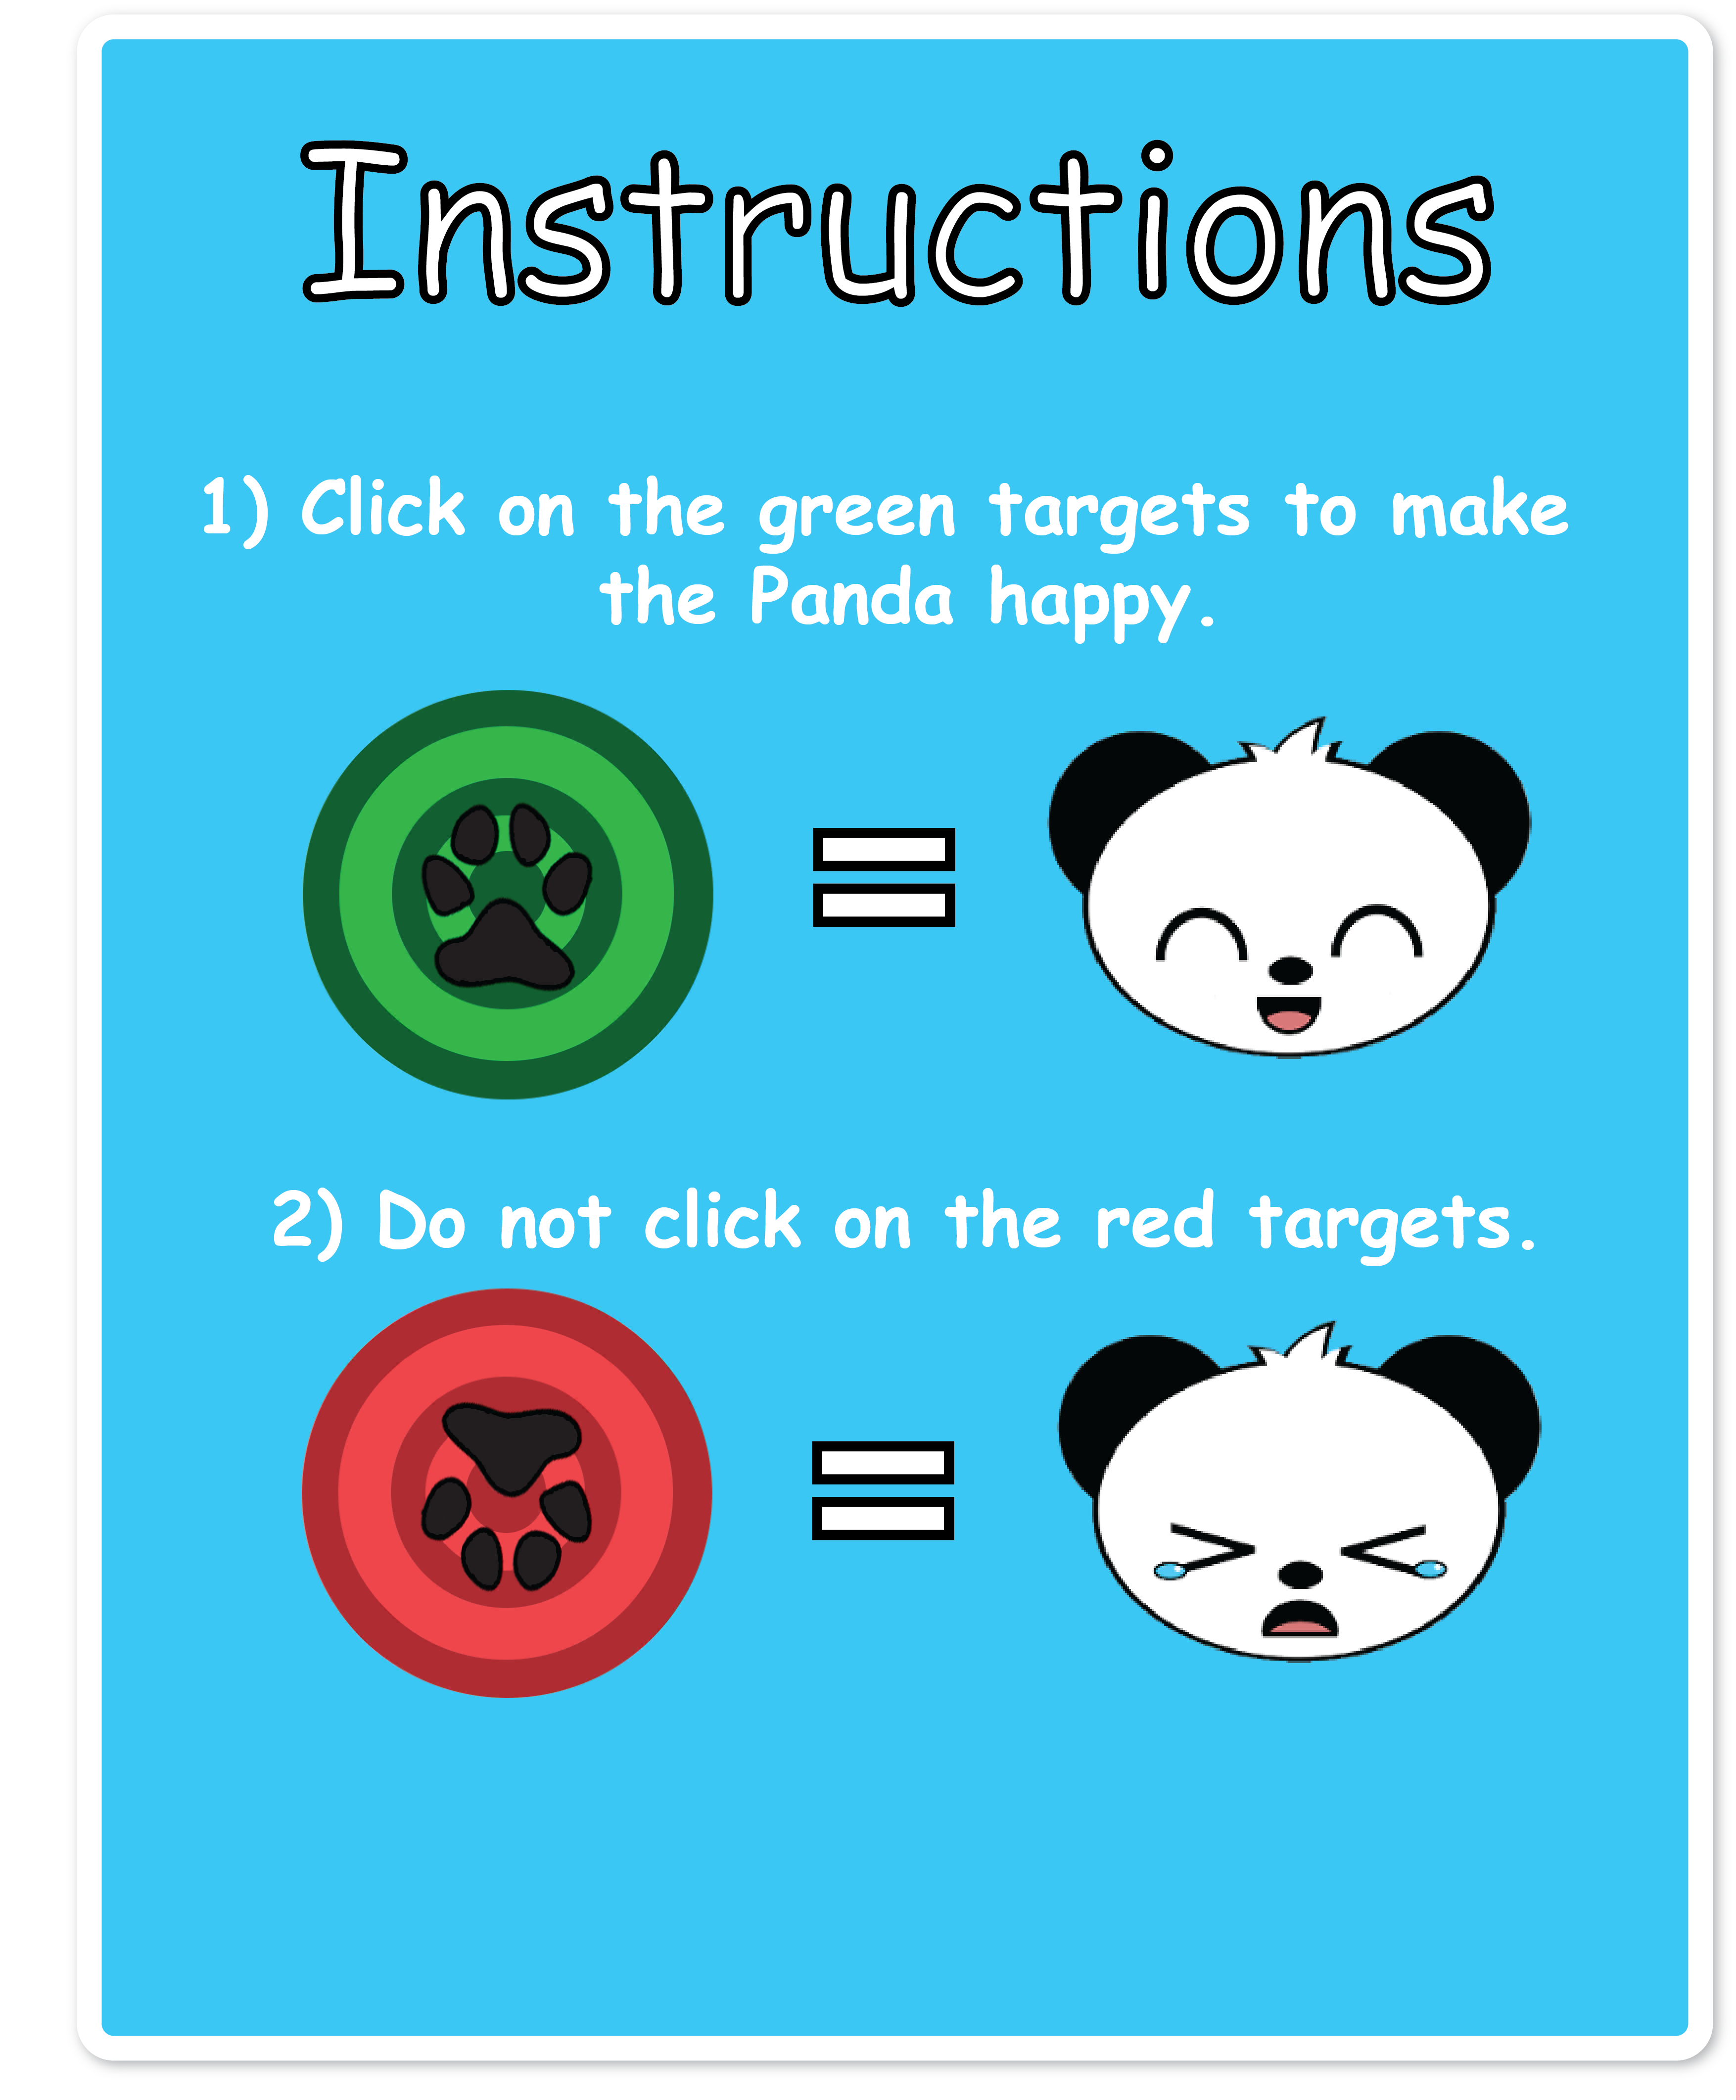 Instructions
1) Click on the green targets to make
the Panda happy.
2) Do not click on the red targets.